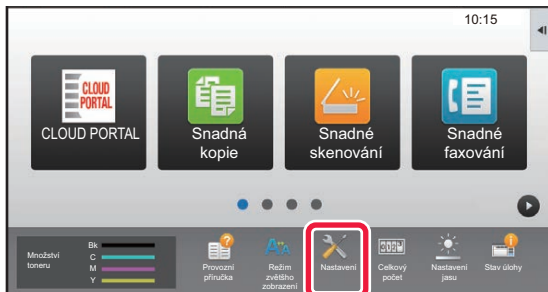 10:15
CLOUD
PORTAL
CLOUD PORTAL
Snadná
kopie
Snadné
skenování
Snadné
faxování
Množství
toneru
Bk
C
M
Y
Provozní
příručka
Režim
zvětšého
zobrazení
Nastavení
Celkový
počet
Nastavení
jasu
Stav úlohy